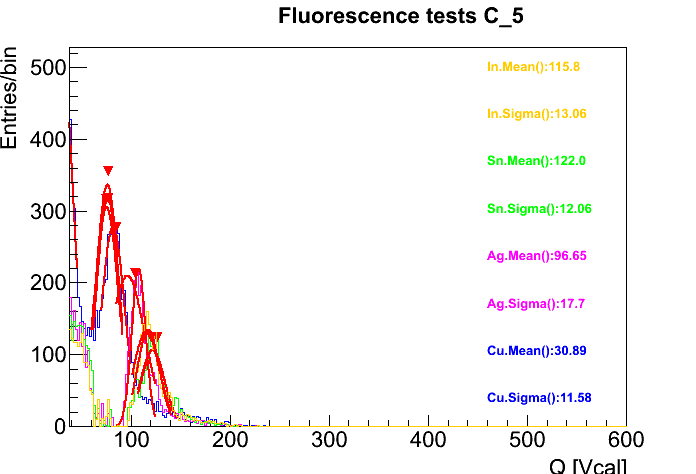 Fluorescence tests C_5
Entries/bin
500
400
300
200
100
0
100
200
300
400
500
600
Q [Vcal]
In.Mean():115.8
In.Sigma():13.06
Sn.Mean():122.0
Sn.Sigma():12.06
Ag.Mean():96.65
Ag.Sigma():17.7
Cu.Mean():30.89
Cu.Sigma():11.58